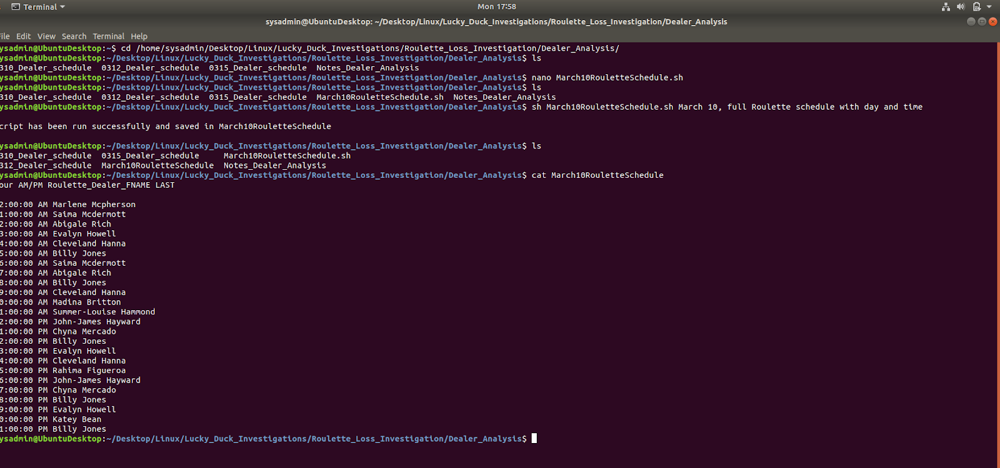 Terminal
Mon 17:58
sysadmin@UbuntuDesktop: ~/Desktop/Linux/Lucky_Duck_Investigations/Roulette_Loss_Investigation/Dealer_Analysis
ile Edit View Search Terminal Help
ysadmin@UbuntuDesktop:~$ cd /home/sysadmin/Desktop/Linux/Lucky_Duck_Investigations/Roulette_Loss_Investigation/Dealer_Analysis/
ysadmin@UbuntuDesktop:~/Desktop/Linux/Lucky_Duck_Investigations/Roulette_Loss_Investigation/Dealer_Analysis$ ls
310_Dealer_schedule 0312_Dealer_schedule 0315_Dealer_schedule Notes_Dealer_Analysis
ysadmin@UbuntuDesktop:~/Desktop/Linux/Lucky_Duck_Investigations/Roulette_Loss_Investigation/Dealer_Analysis$ nano March10RouletteSchedule.sh
ysadmin@UbuntuDesktop:~/Desktop/Linux/Lucky_Duck_Investigations/Roulette_Loss_Investigation/Dealer_Analysis$ ls
310_Dealer_schedule 0312_Dealer_schedule 0315_Dealer_schedule March10RouletteSchedule.sh Notes_Dealer_Analysis
ysadmin@UbuntuDesktop:~/Desktop/Linux/Lucky_Duck_Investigations/Roulette_Loss_Investigation/Dealer_Analysis$ sh March10RouletteSchedule.sh March 10, full Roulette schedule with day and time
cript has been run successfully and saved in March10RouletteSchedule
ysadmin@UbuntuDesktop:~/Desktop/Linux/Lucky_Duck_Investigations/Roulette_Loss_Investigation/Dealer_Analysis$ ls
310_Dealer_schedule 0315_Dealer_schedule March10RouletteSchedule.sh
312_Dealer_schedule March10RouletteSchedule Notes_Dealer_Analysis
ysadmin@UbuntuDesktop:~/Desktop/Linux/Lucky_Duck_Investigations/Roulette_Loss_Investigation/Dealer_Analysis$ cat March10RouletteSchedule
our AM/PM Roulette_Dealer_FNAME LAST
2:00:00 AM Marlene Mcpherson
1:00:00 AM Saima Mcdermott
2:00:00 AM Abigale Rich
3:00:00 AM Evalyn Howell
4:00:00 AM Cleveland Hanna
5:00:00 AM Billy Jones
6:00:00 AM Saima Mcdermott
7:00:00 AM Abigale Rich
8:00:00 AM Billy Jones
9:00:00 AM Cleveland Hanna
0:00:00 AM Madina Britton
1:00:00 AM Summer-Louise Hammond
2:00:00 PM John-James Hayward
1:00:00 PM Chyna Mercado
2:00:00 PM Billy Jones
3:00:00 PM Evalyn Howell
4:00:00 PM Cleveland Hanna
5:00:00 PM Rahima Figueroa
6:00:00 PM John-James Hayward
7:00:00 PM Chyna Mercado
8:00:00 PM Billy Jones
9:00:00 PM Evalyn Howell
0:00:00 PM Katey Bean
1:00:00 PM Billy Jones
ysadmin@UbuntuDesktop:~/Desktop/Linux/Lucky_Duck_Investigations/Roulette_Loss_Investigation/Dealer_Analysis$